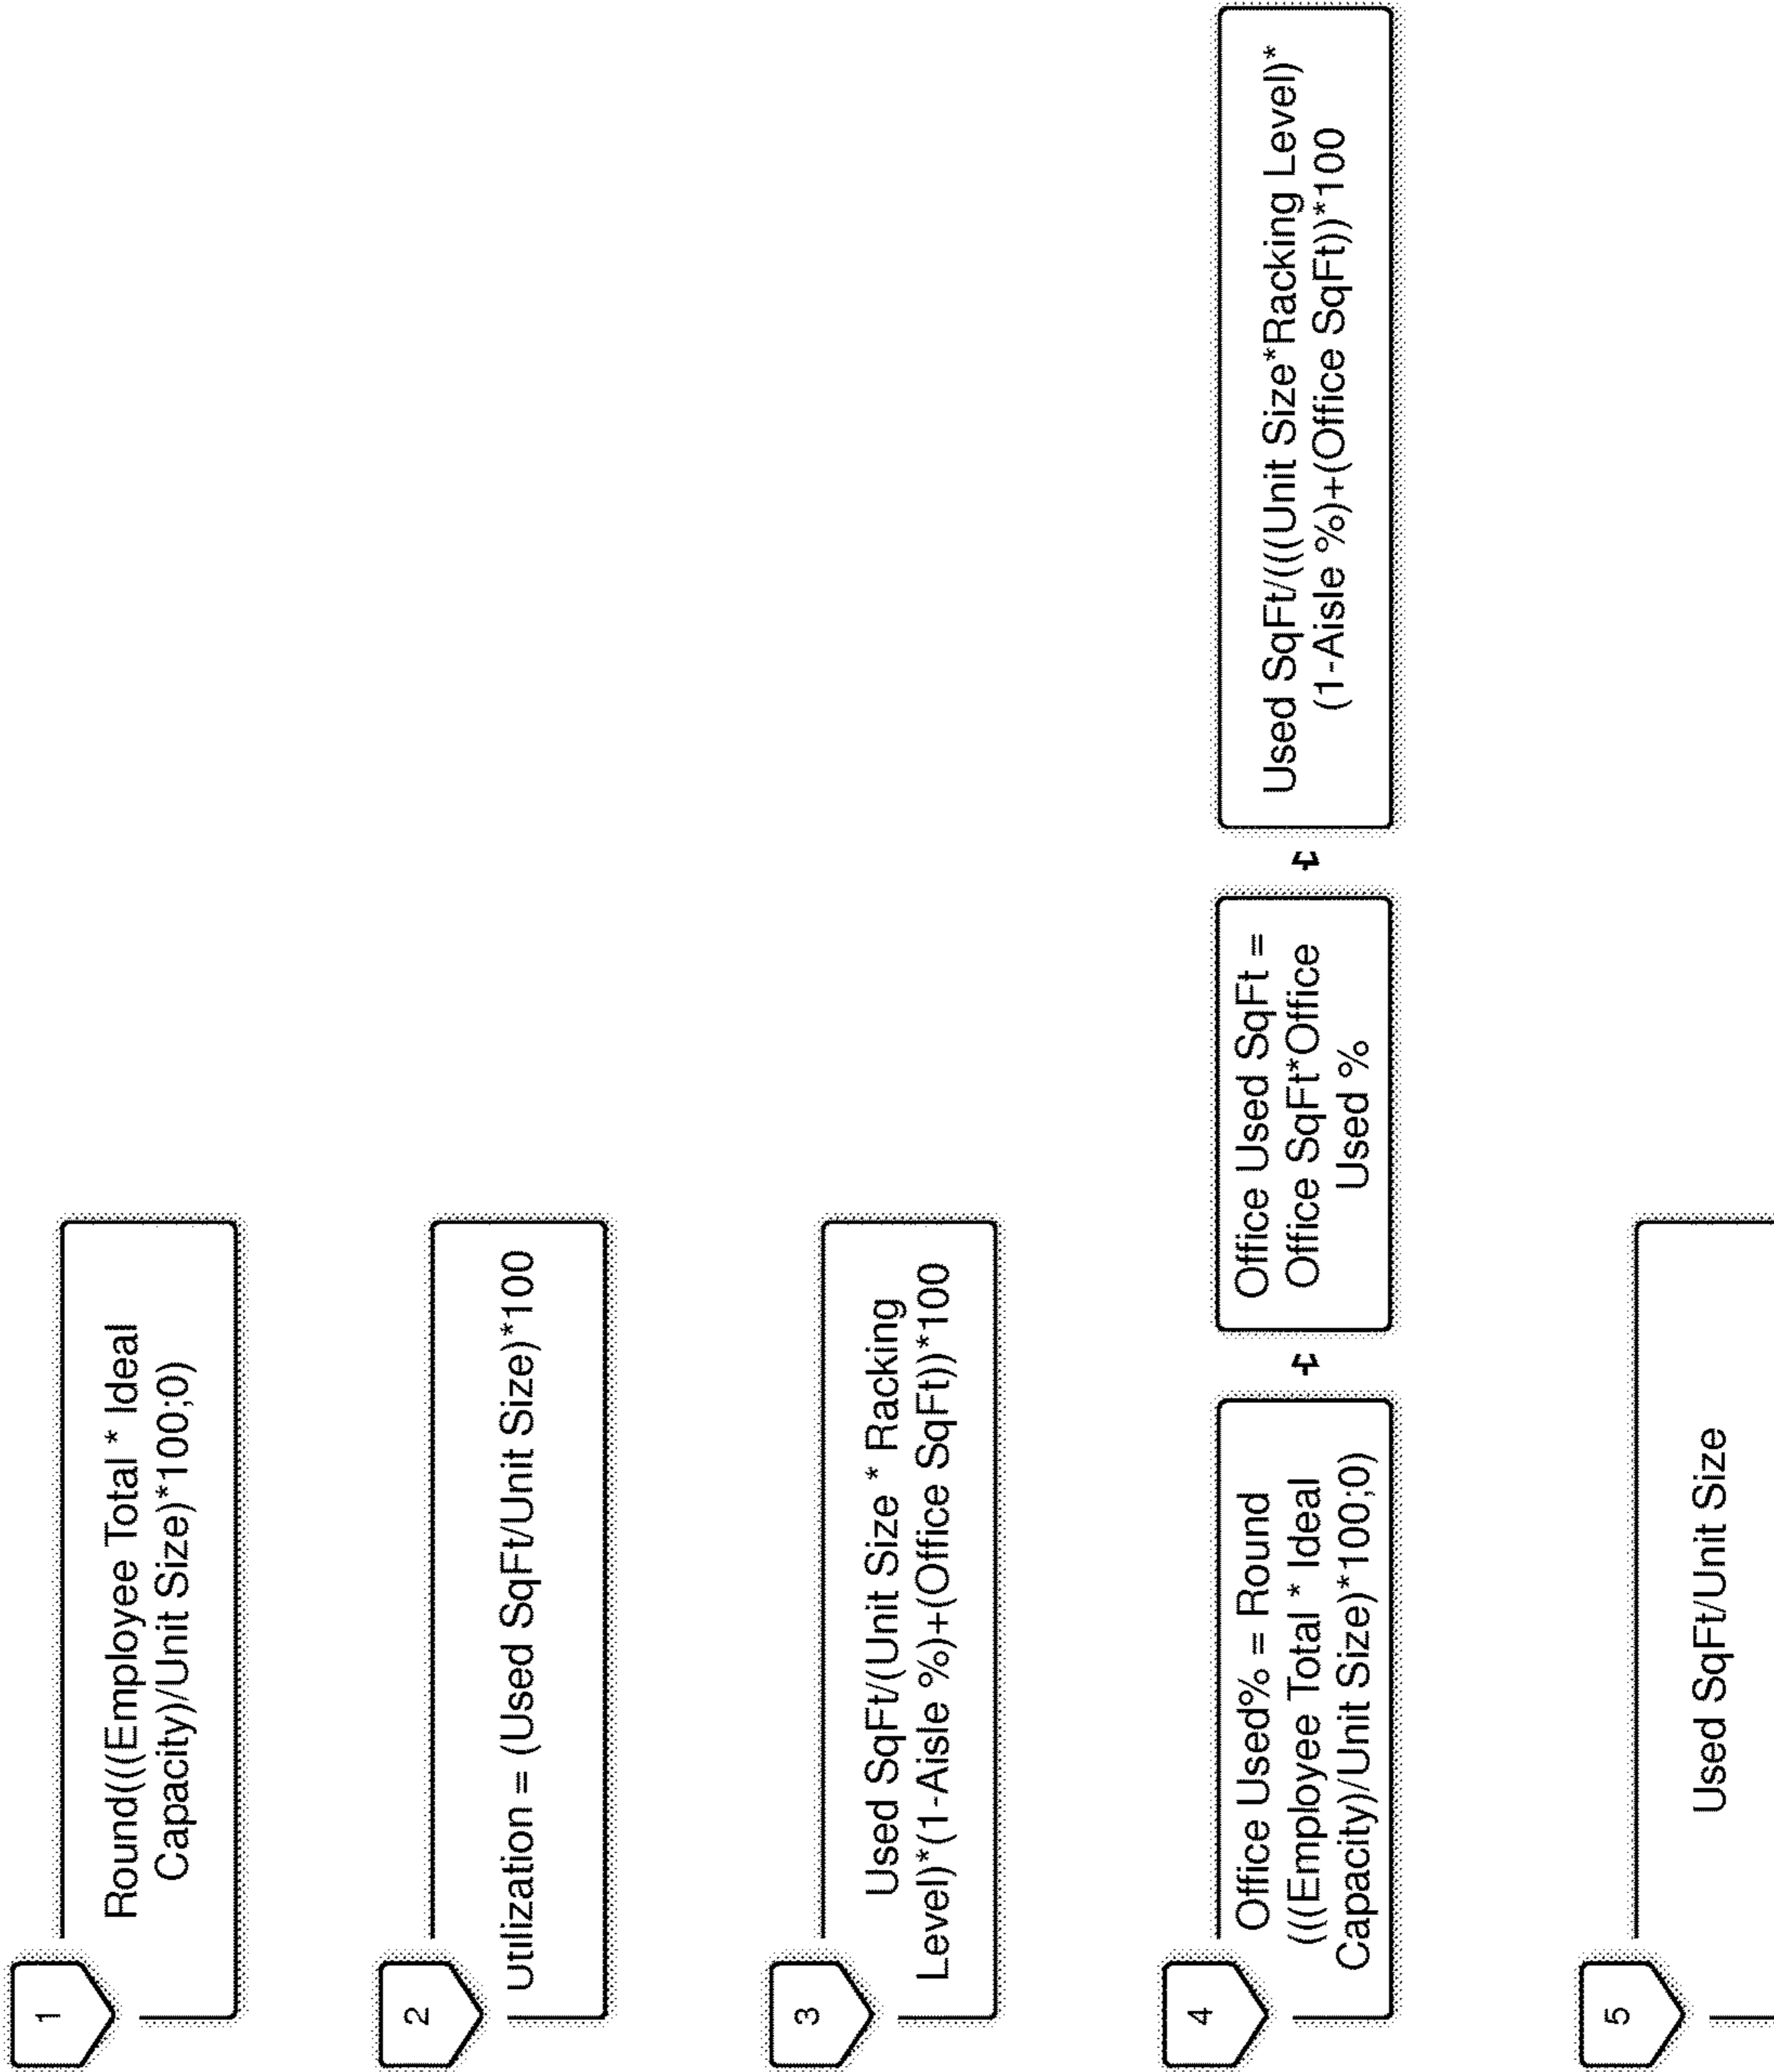 1
Round(((Employee Total * Ideal
Capacity)/Unit Size)*100;0)
2
Utilization = (Used SqFt/Unit Size)*100
3
Used SqFt/(Unit Size * Racking
Level)*(1-Aisle %)+(Office SqFt))*100
4
Office Used% = Round
(((Employee Total * Ideal
Capacity)/Unit Size)*100;0)
Office Used SqFt =
Office SqFt*Office
Used %
Used SqFt/(((Unit Size*Racking Level)*
(1-Aisle %)+(Office SqFt))*100
5
Used SqFt/Unit Size